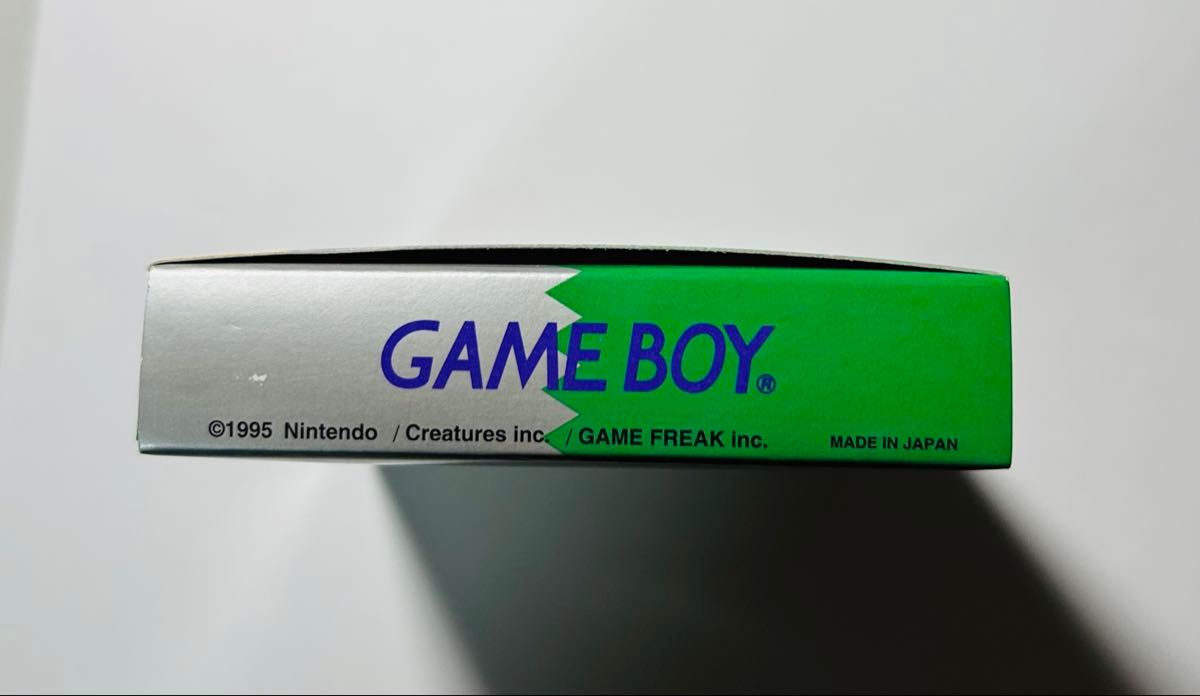 GAME BOY®
©1995 Nintendo / Creatures inc. / GAME FREAK inc. MADE IN JAPAN